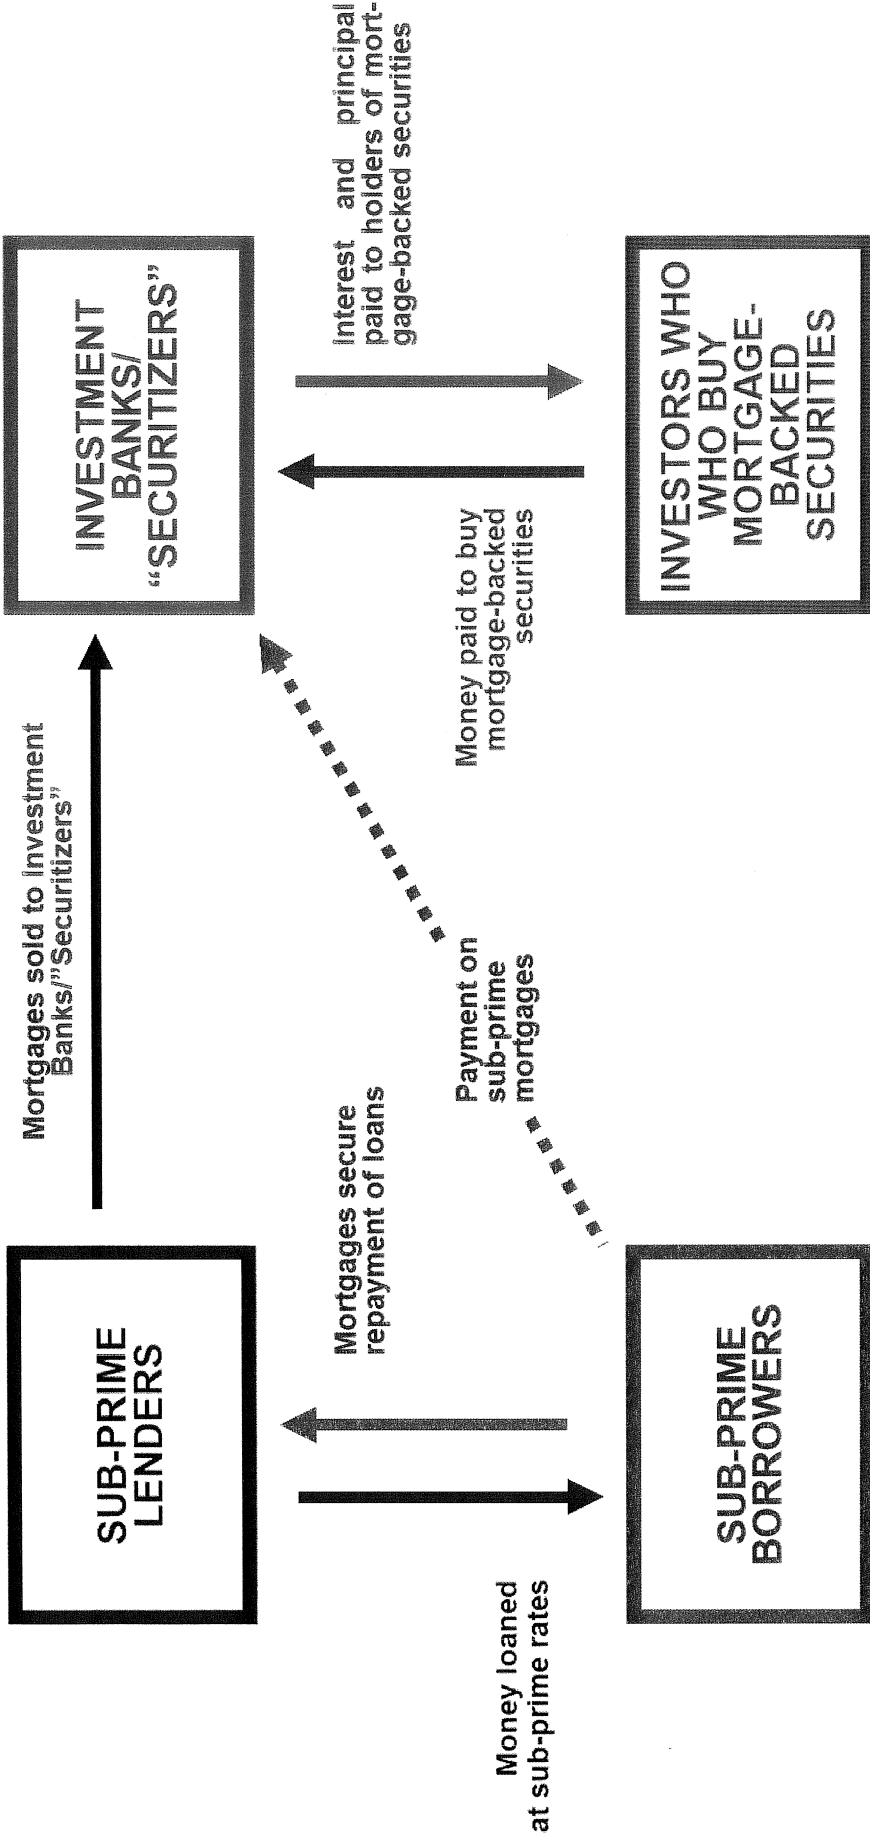 SUB-PRIME
LENDERS
Mortgages sold to Investment
Banks/”Securitizers”
INVESTMENT
BANKS/
“SECURITIZERS”
Money loaned
at sub-prime rates
Mortgages secure
repayment of loans
Payment on
sub-prime
mortgages
Money paid to buy
mortgage-backed
securities
Interest and principal
paid to holders of mort-
gage-backed securities
SUB-PRIME
BORROWERS
INVESTORS WHO
WHO BUY
MORTGAGE-
BACKED
SECURITIES